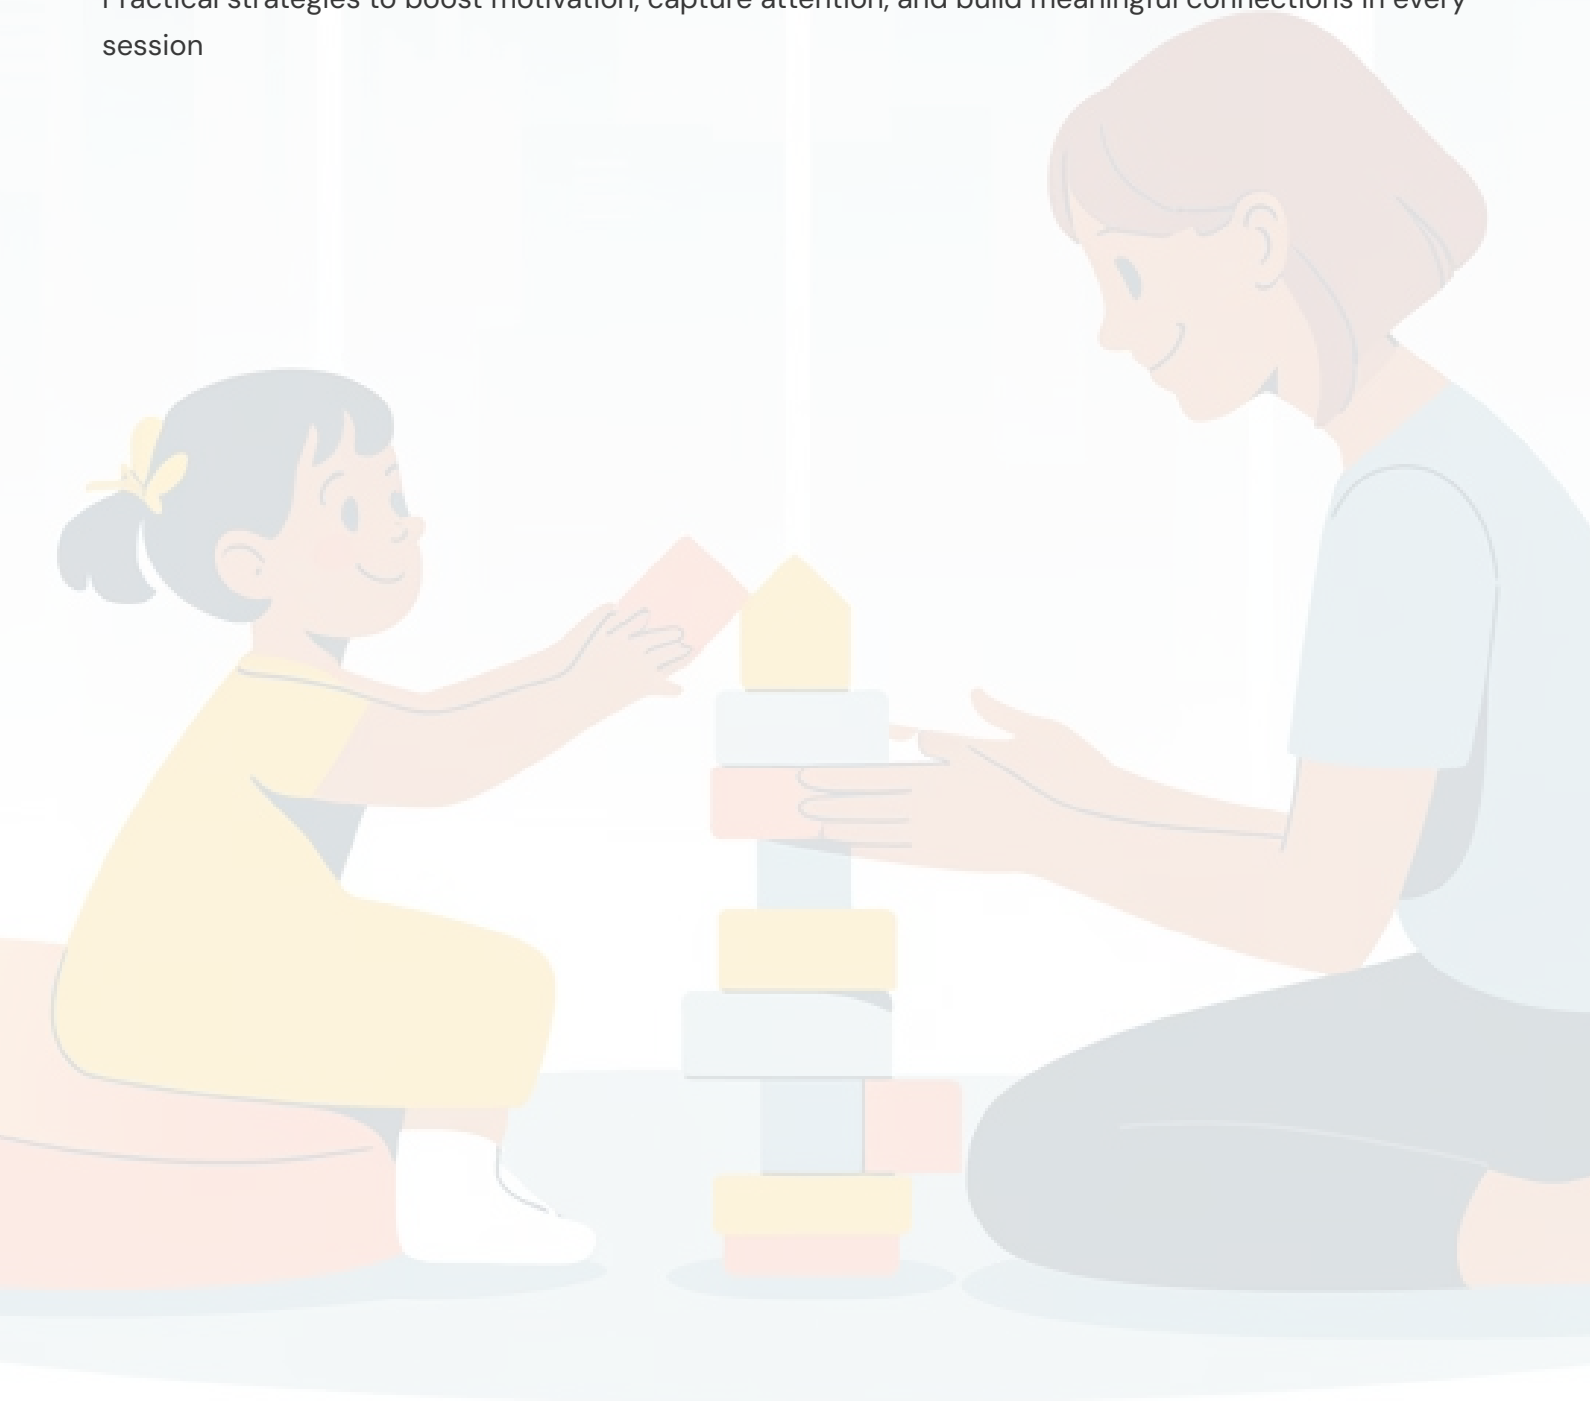 Practical strategies to boost motivation, capture attention, and build meaningful connections in every
session